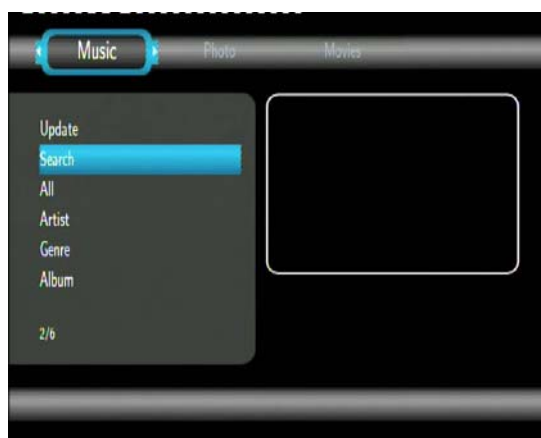 Music Photo Movies
Update
Search
All
Artist
Genre
Album
2/6